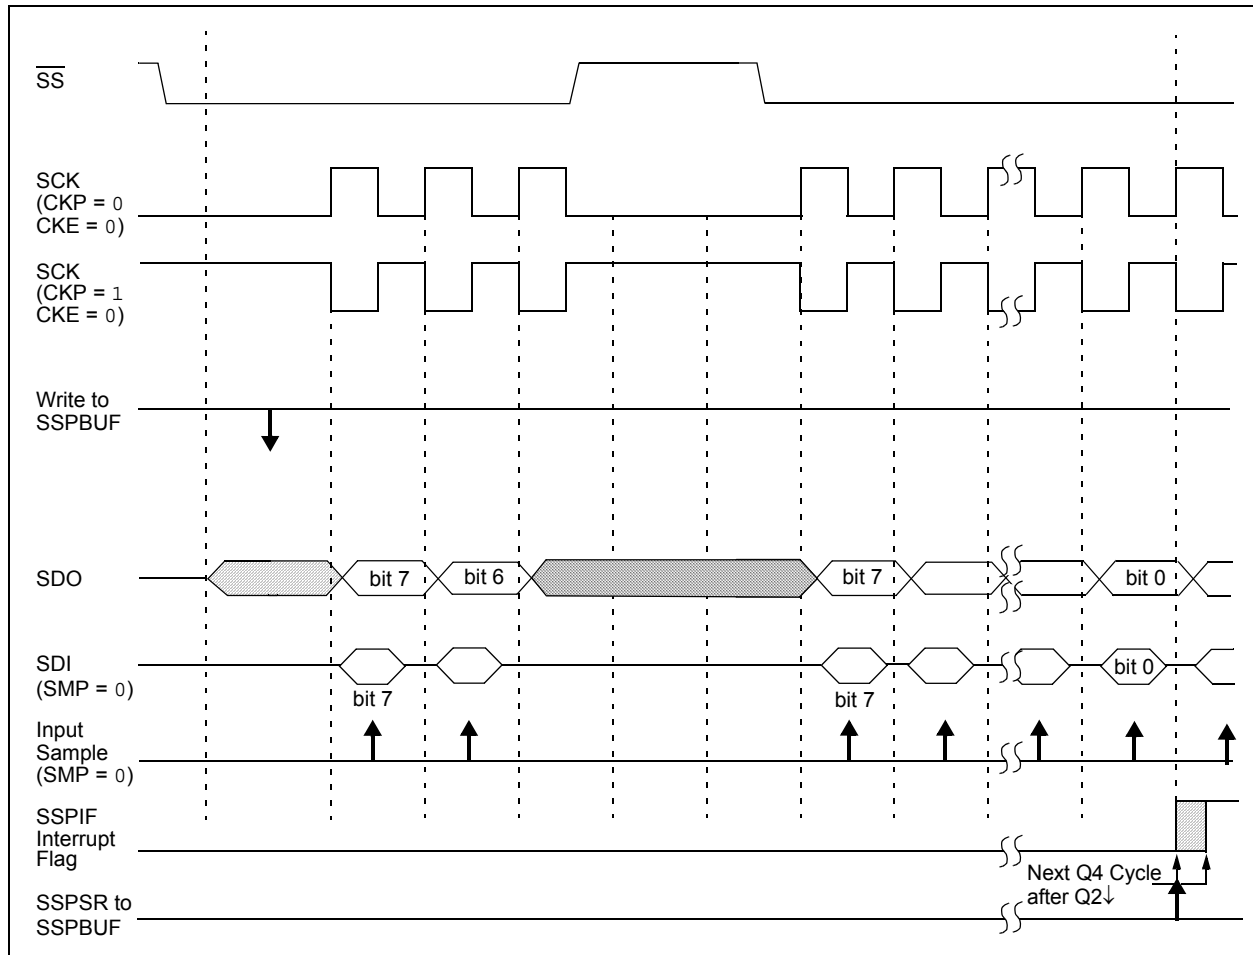 SS
SCK
(CKP = 0
CKE = 0)
SCK
(CKP = 1
CKE = 0)
Write to
SSPBUF
SDO
bit 7
bit 6
bit 7
bit 0
SDI
(SMP = 0)
bit 7
bit 7
bit 0
Input
Sample
(SMP = 0)
SSPIF
Interrupt
Flag
Next Q4 Cycle
after Q2↓
SSPSR to
SSPBUF